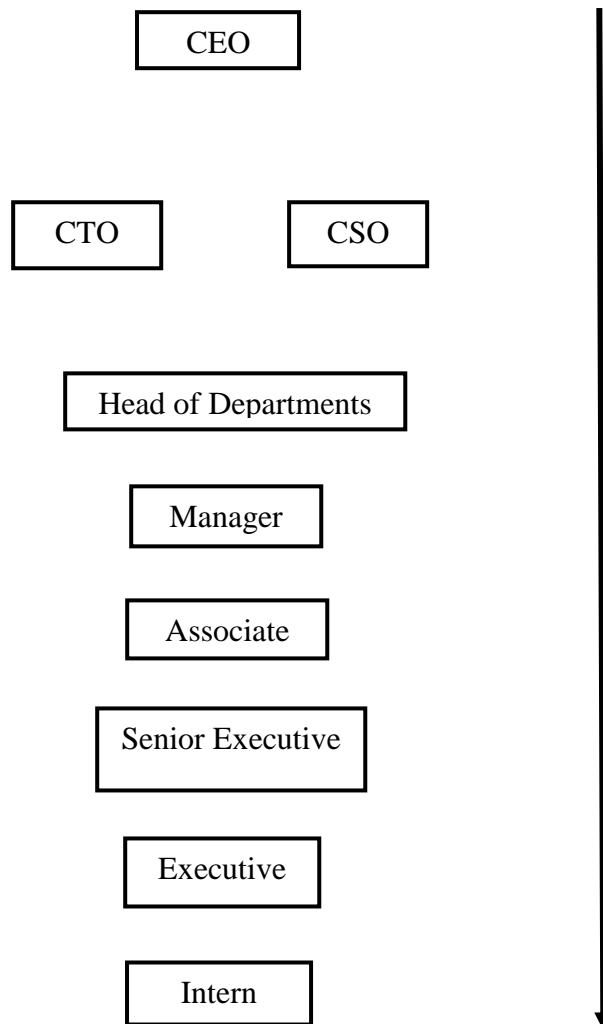 CEO
CTO CSO
Head of Departments
Manager
Associate
Senior Executive
Executive
Intern